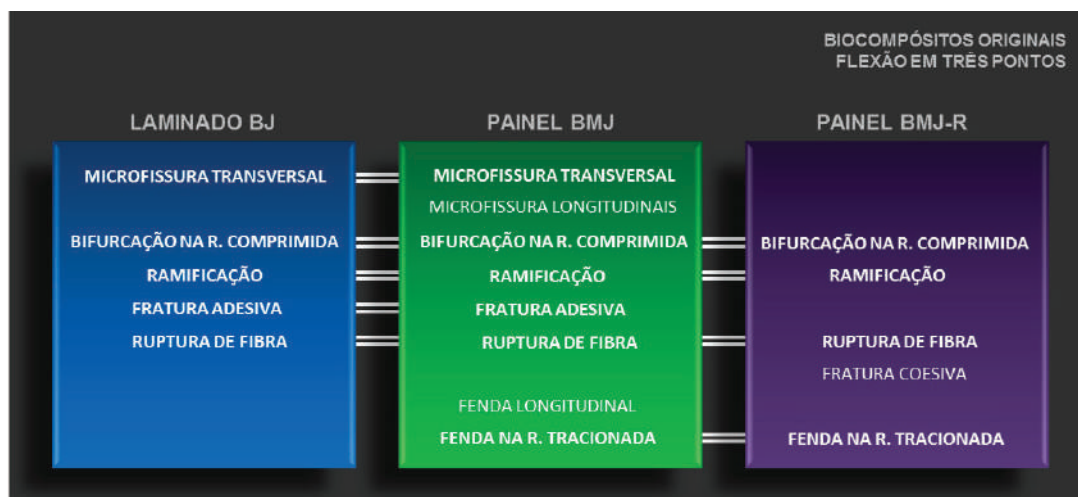 BIOCOMPÓSITOS ORIGINAIS
FLEXÃO EM TRÊS PONTOS
LAMINADO BJ
MICROFISSURA TRANSVERSAL
BIFURCAÇÃO NA R. COMPRIMIDA
RAMIFICAÇÃO
FRATURA ADESIVA
RUPTURA DE FIBRA
PAINEL BMJ
MICROFISSURA TRANSVERSAL
MICROFISSURA LONGITUDINAIS
BIFURCAÇÃO NA R. COMPRIMIDA
RAMIFICAÇÃO
FRATURA ADESIVA
RUPTURA DE FIBRA
FENDA LONGITUDINAL
FENDA NA R. TRACIONADA
PAINEL BMJ-R
BIFURCAÇÃO NA R. COMPRIMIDA
RAMIFICAÇÃO
RUPTURA DE FIBRA
FRATURA COESIVA
FENDA NA R. TRACIONADA